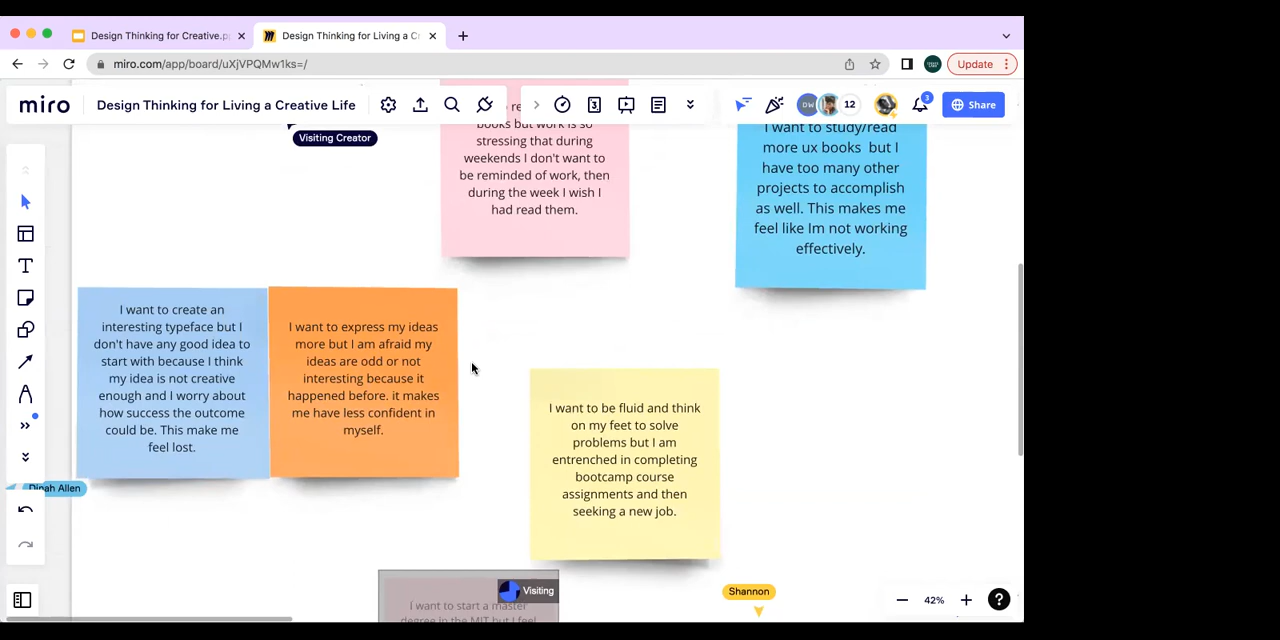 Design Thinking for Creative.p
Design Thinking for Living a C
miro.com/app/board/uXjVPQMw1ks=/
Update
miro
Design Thinking for Living a Creative Life
3
DW
12
3
Share
Visiting Creator
books but work is so
stressing that during
weekends I don't want to
be reminded of work, then
during the week I wish I
had read them.
I want to study/read
more ux books but I
have too many other
projects to accomplish
as well. This makes me
feel like Im not working
effectively.
I want to create an
interesting typeface but I
don't have any good idea to
start with because I think
my idea is not creative
enough and I worry about
how success the outcome
could be. This make me
feel lost.
I want to express my ideas
more but I am afraid my
ideas are odd or not
interesting because it
happened before. it makes
me have less confident in
myself.
I want to be fluid and think
on my feet to solve
problems but I am
entrenched in completing
bootcamp course
assignments and then
seeking a new job.
Dinah Allen
Visiting
I want to start a master
degree in the MIT but I feel
Shannon
42%